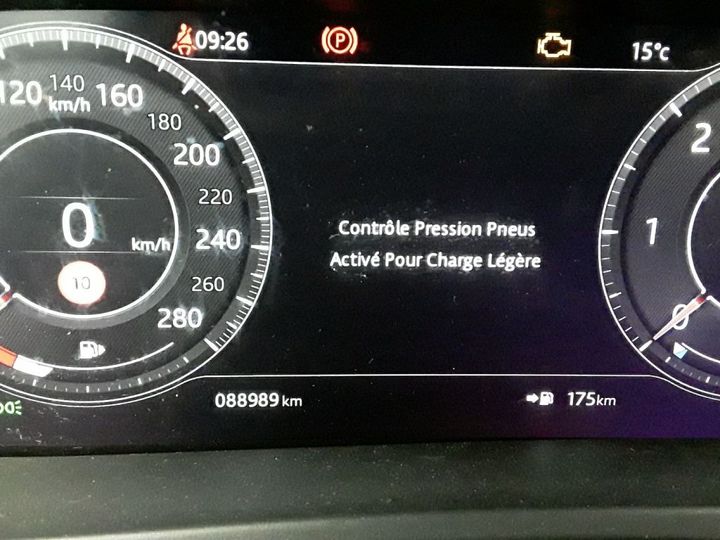 09:26
P
15°c
120
140
160
km/h
180
200
220
240
260
280
0
km/h
10
Contrôle Pression Pneus
Activé Pour Charge Légère
2
1
0
088989 km
175km